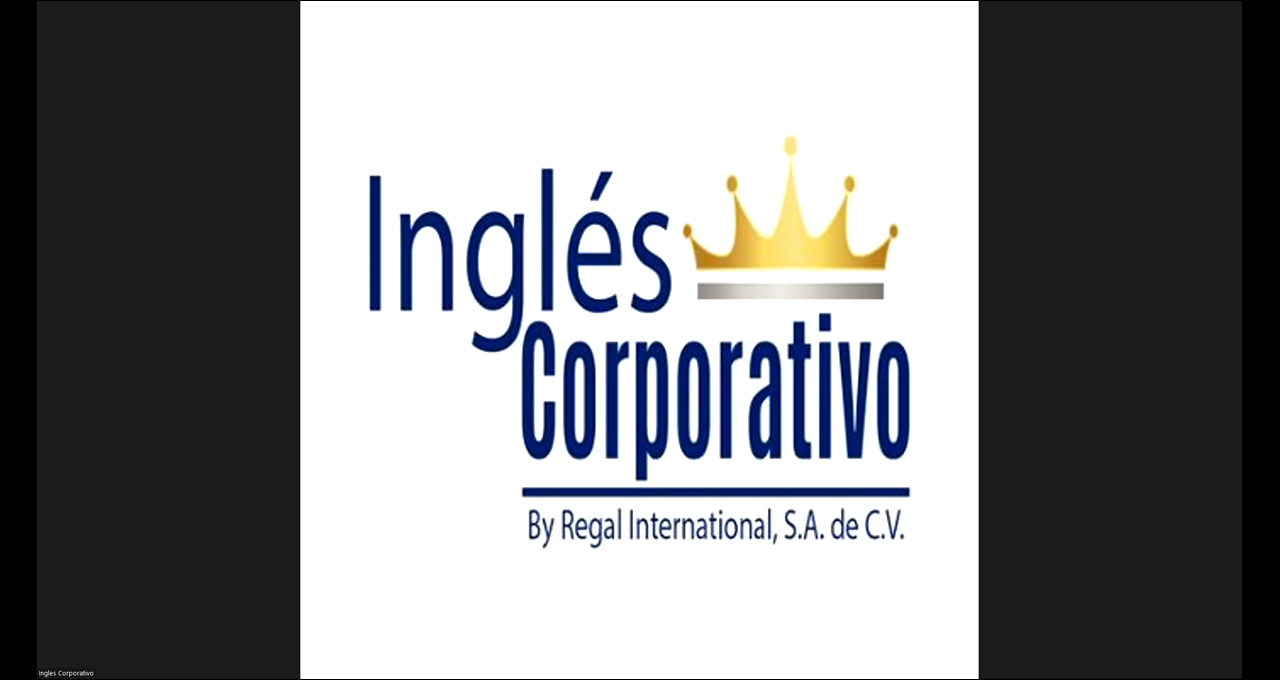 Inglés
Corporativo
By Regal International, S.A. de C.V.
Ingles Corporativo